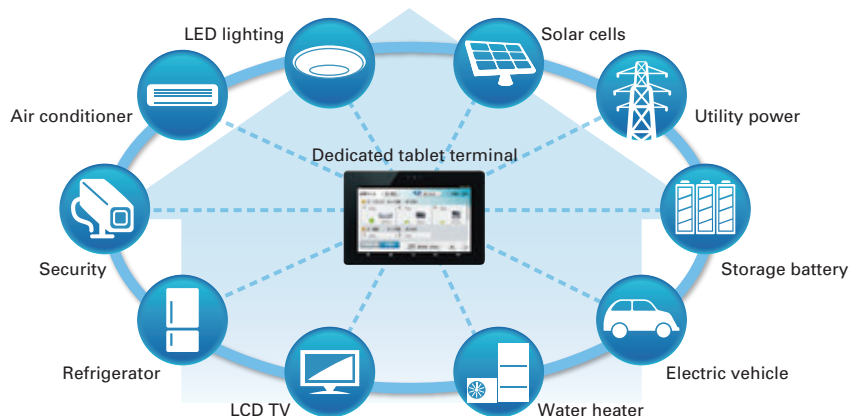 LED lighting
Solar cells
Air conditioner
Utility power
Dedicated tablet terminal
Security
Storage battery
Refrigerator
Electric vehicle
LCD TV
Water heater